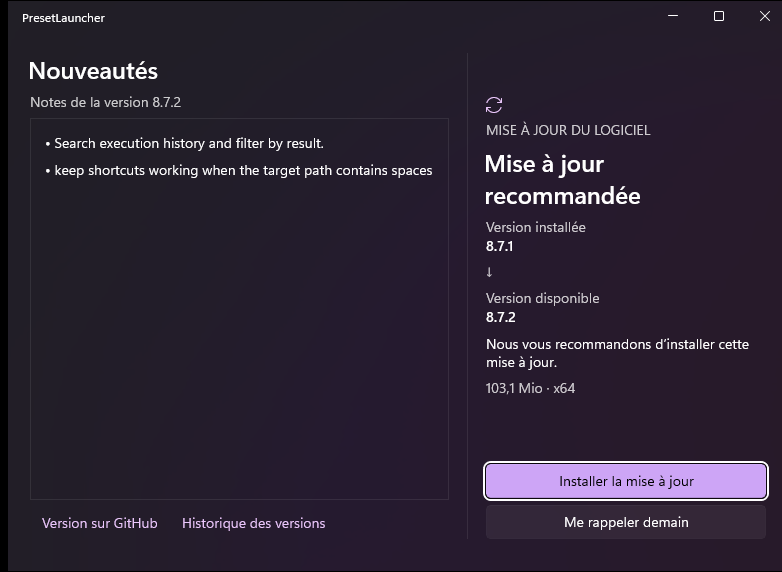 PresetLauncher
Nouveautés
Notes de la version 8.7.2
• Search execution history and filter by result.
• keep shortcuts working when the target path contains spaces
Version sur GitHub
Historique des versions
MISE À JOUR DU LOGICIEL
Mise à jour
recommandée
Version installée
8.7.1
↓
Version disponible
8.7.2
Nous vous recommandons d’installer cette
mise à jour.
103,1 Mio · x64
Installer la mise à jour
Me rappeler demain